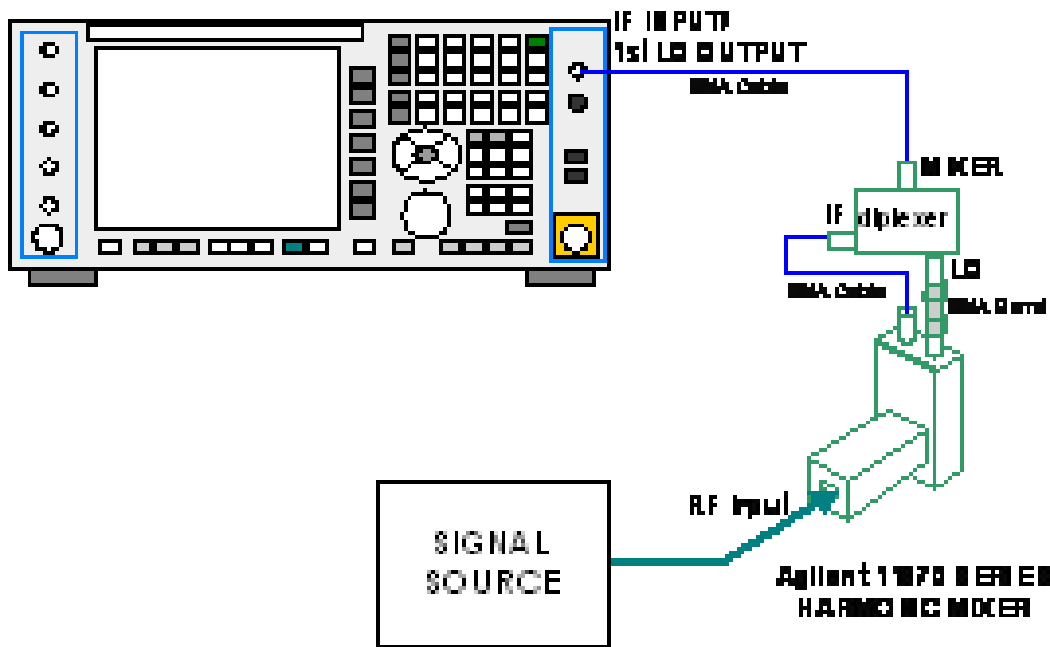 IF INPUT/
1st LO OUTPUT
SMA Cable
MIXER
IF
diplexer
LO
SMA Cable
SMA
RF Input
SIGNAL
SOURCE
Agilent 11970 SERIES
HARMONIC MIXER